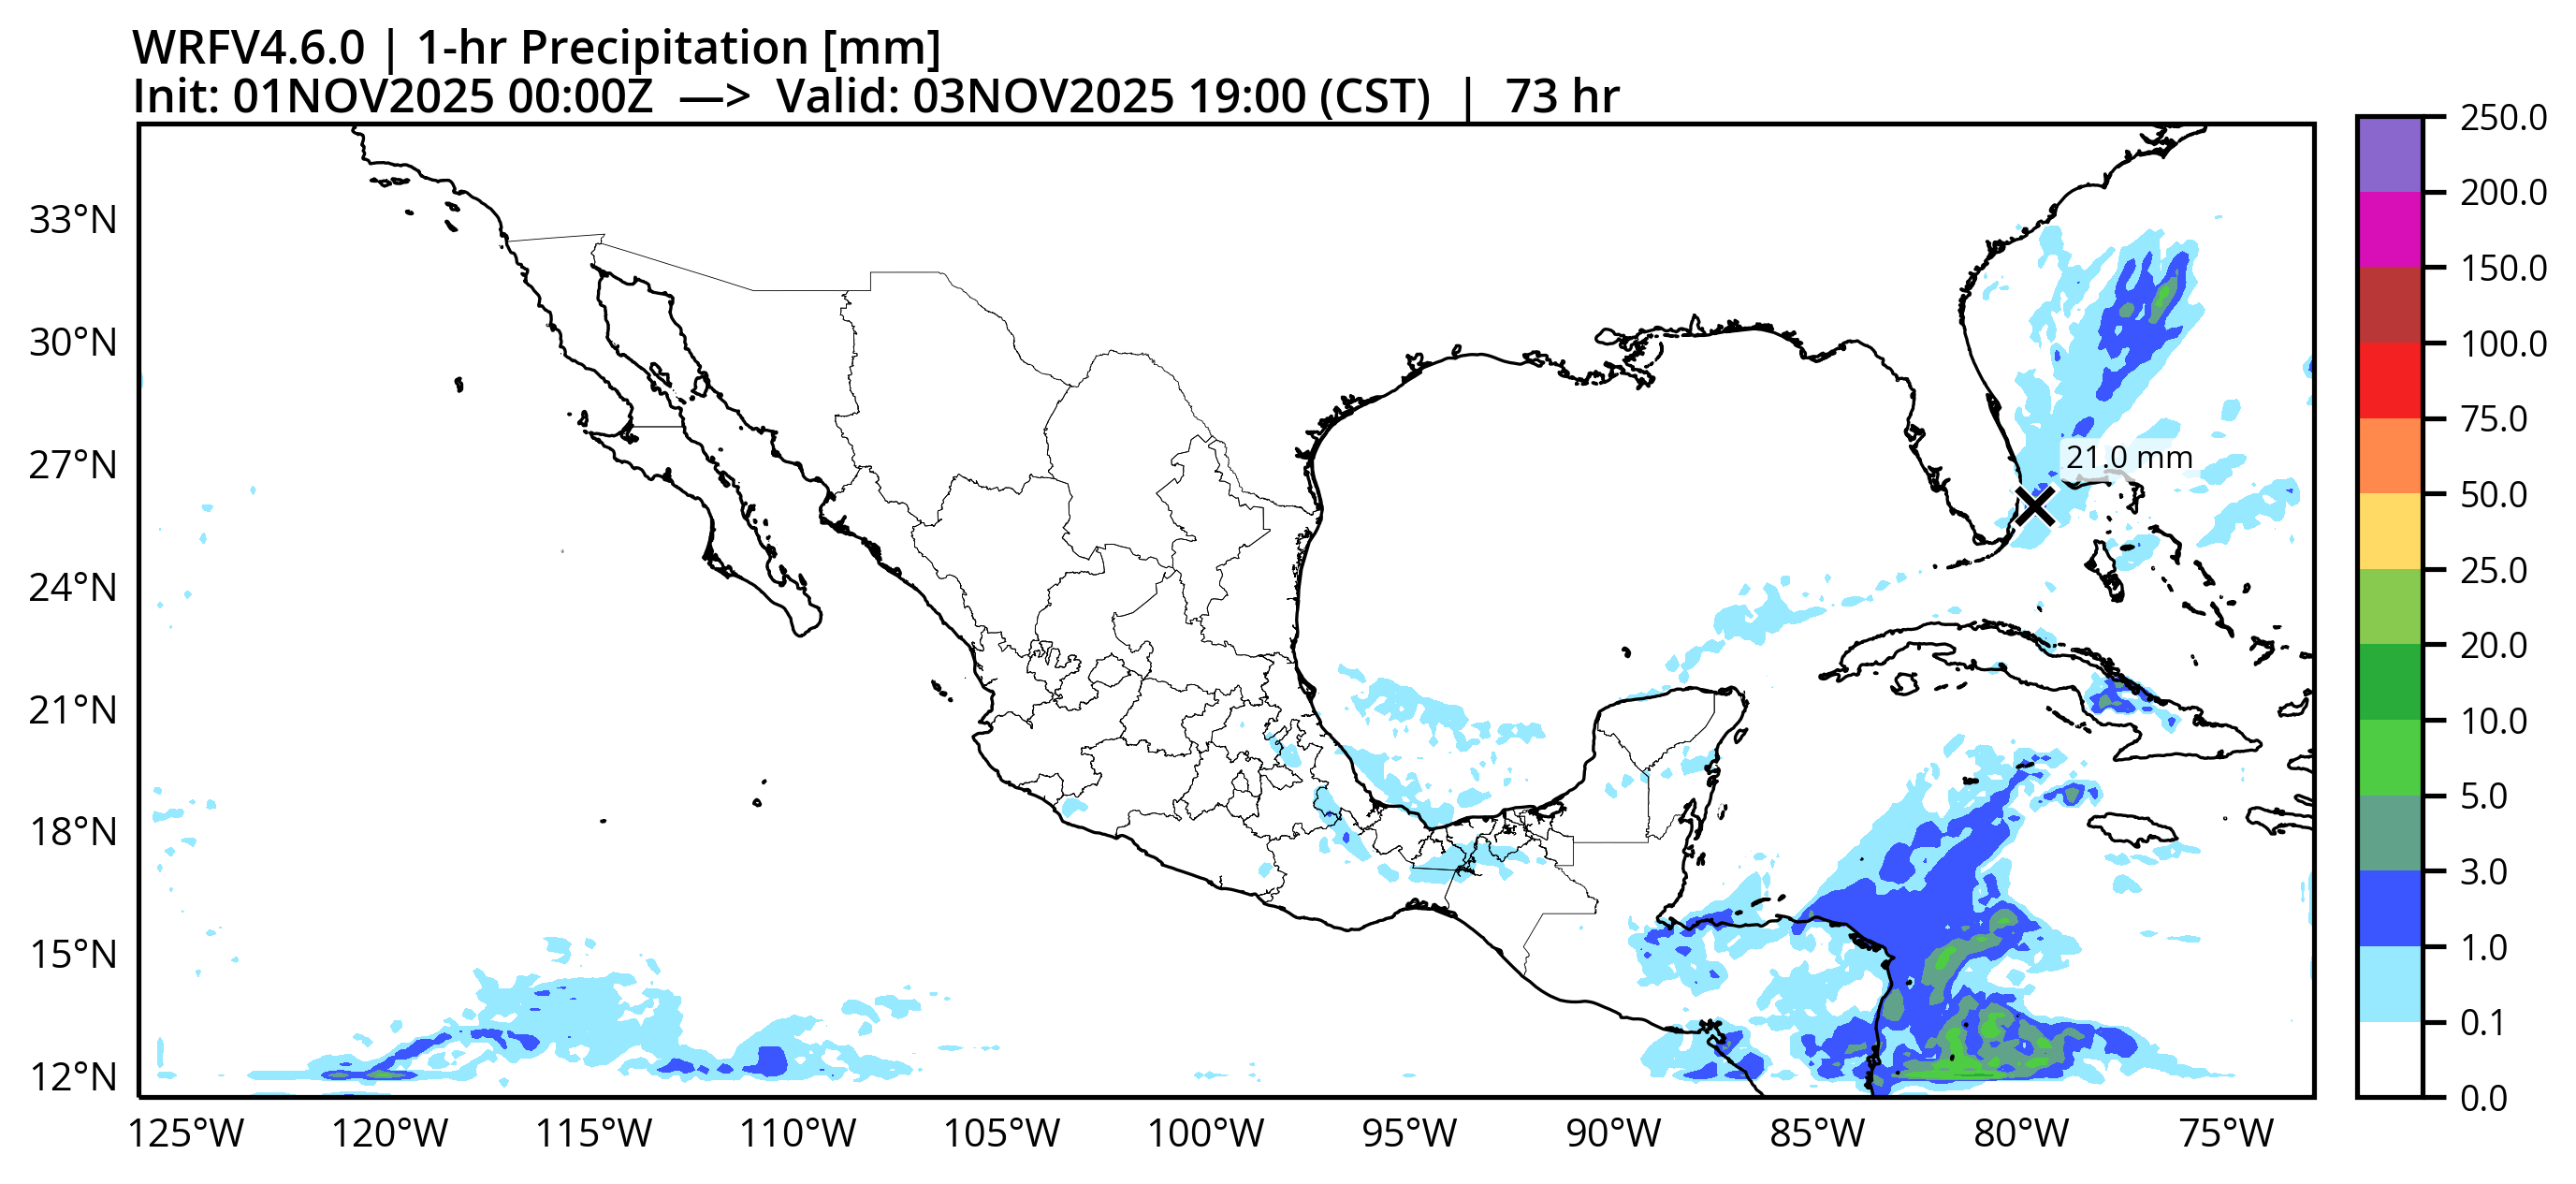 WRFV4.6.0 | 1-hr Precipitation [mm]
Init: 01NOV2025 00:00Z —> Valid: 03NOV2025 19:00 (CST) | 73 hr
33°N
30°N
27°N
24°N
21°N
18°N
15°N
12°N
125°W 120°W 115°W 110°W 105°W 100°W 95°W 90°W 85°W 80°W 75°W
21.0 mm
250.0
200.0
150.0
100.0
75.0
50.0
25.0
20.0
10.0
5.0
3.0
1.0
0.1
0.0